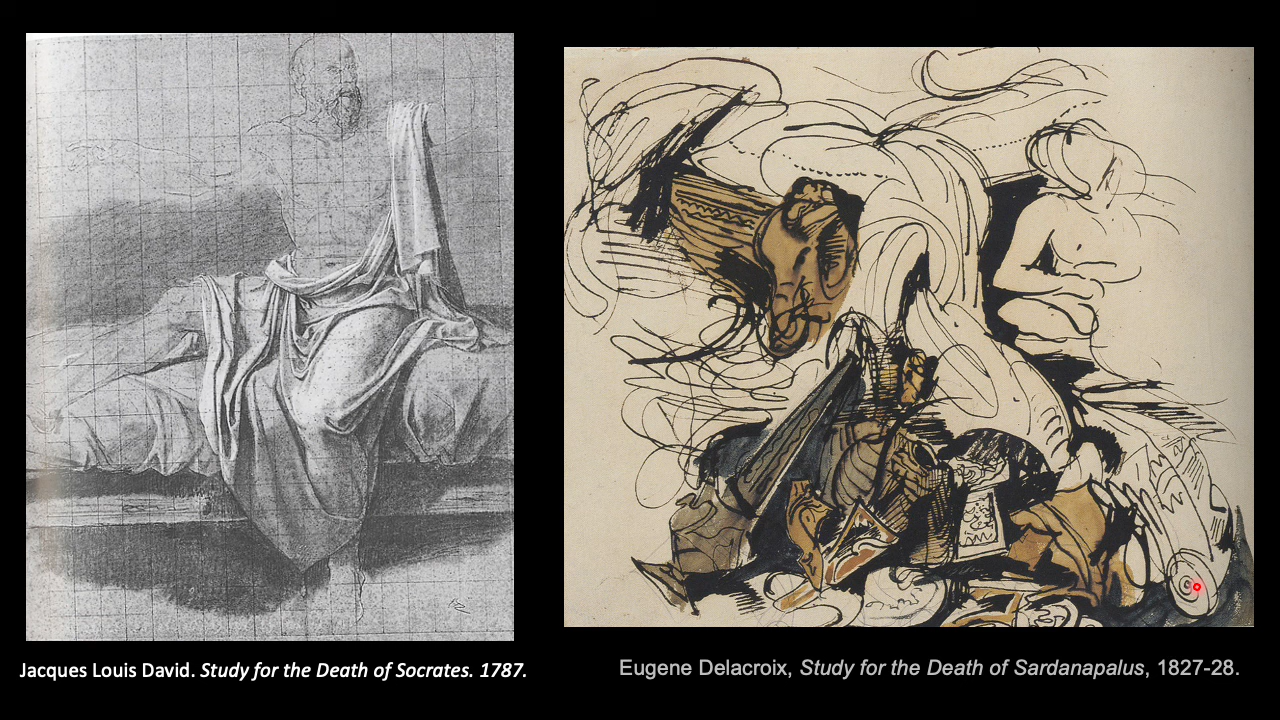 Jacques Louis David. Study for the Death of Socrates. 1787.
Eugene Delacroix, Study for the Death of Sardanapalus, 1827-28.